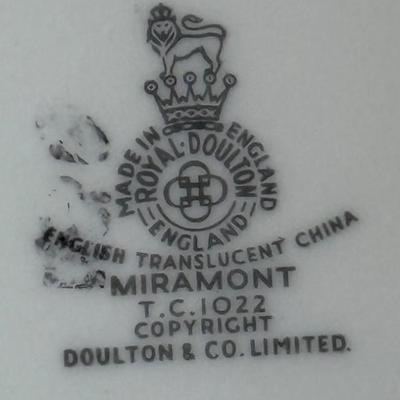 MADE IN ENGLAND
ROYAL·DOULTON
ENGLAND
ENGLISH TRANSLUCENT CHINA
MIRAMONT
T.C.1022
COPYRIGHT
DOULTON & CO. LIMITED.